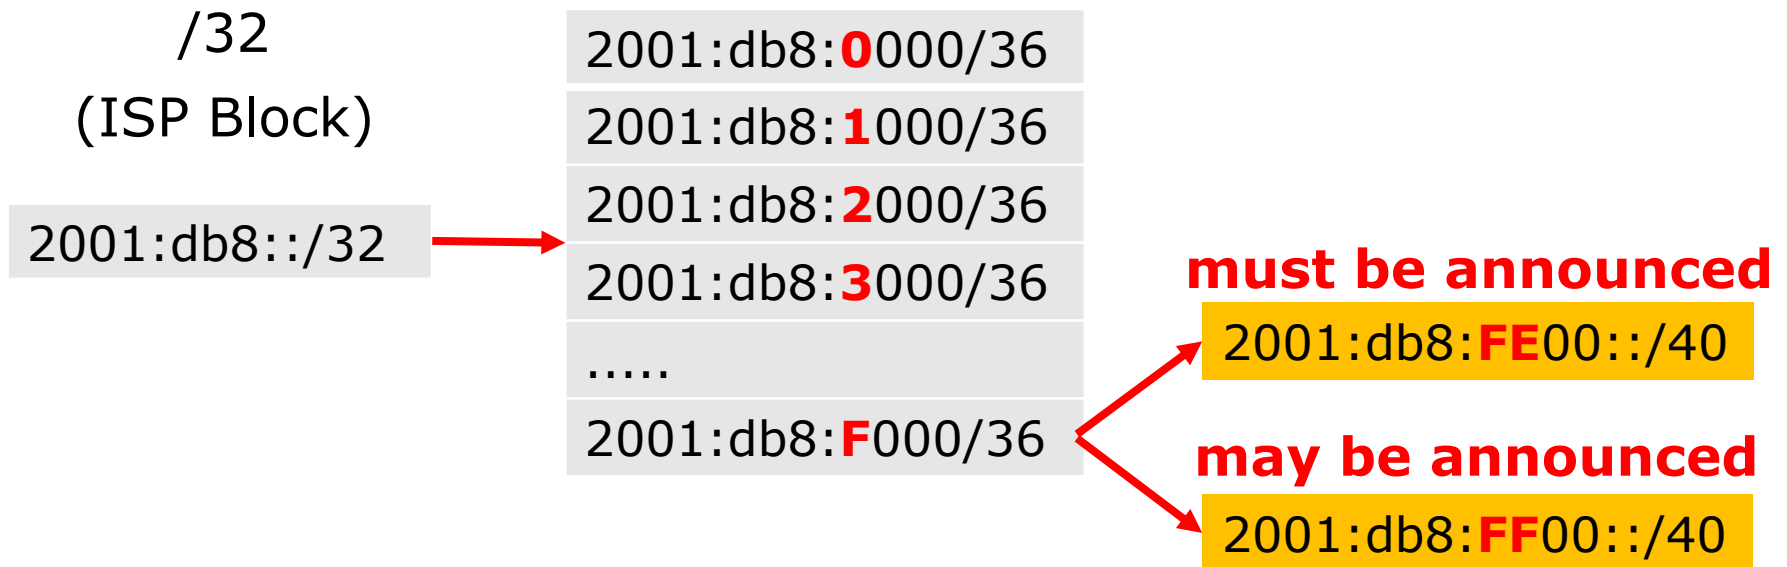 /32
(ISP Block)
2001:db8::/32
2001:db8:0000/36
2001:db8:1000/36
2001:db8:2000/36
2001:db8:3000/36
.....
2001:db8:F000/36
must be announced
2001:db8:FE00::/40
may be announced
2001:db8:FF00::/40